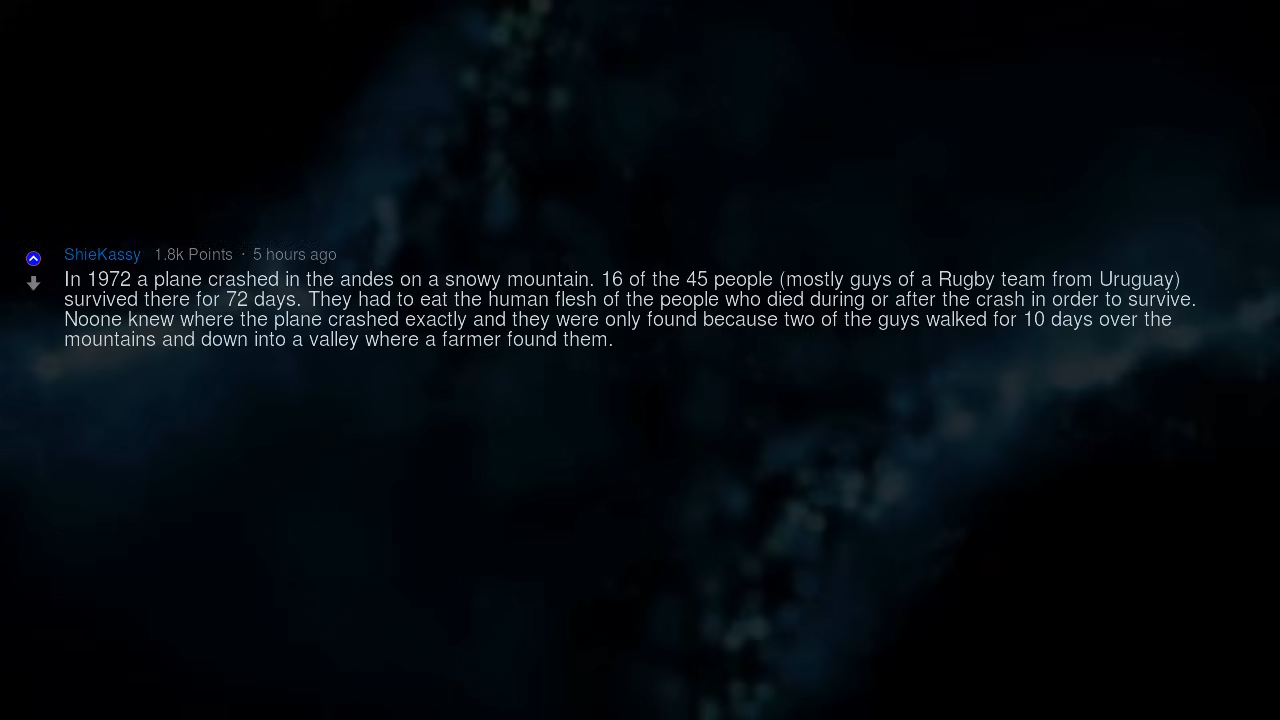 ShieKassy 1.8k Points · 5 hours ago
In 1972 a plane crashed in the andes on a snowy mountain. 16 of the 45 people (mostly guys of a Rugby team from Uruguay)
survived there for 72 days. They had to eat the human flesh of the people who died during or after the crash in order to survive.
Noone knew where the plane crashed exactly and they were only found because two of the guys walked for 10 days over the
mountains and down into a valley where a farmer found them.